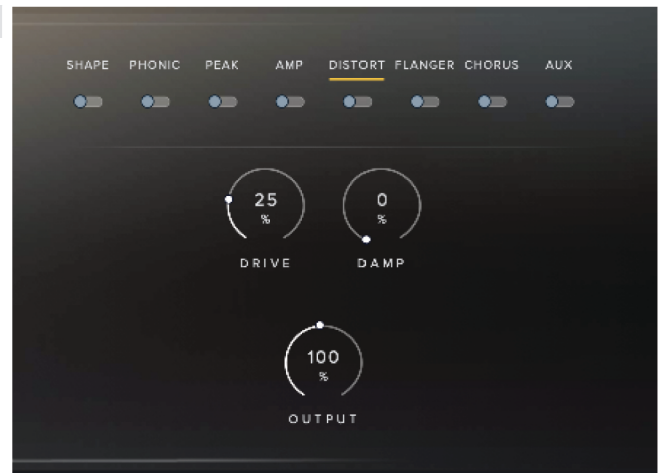 SHAPE PHONIC PEAK AMP DISTORT FLANGER CHORUS AUX
25 0
% %
DRIVE DAMP
100
%
OUTPUT